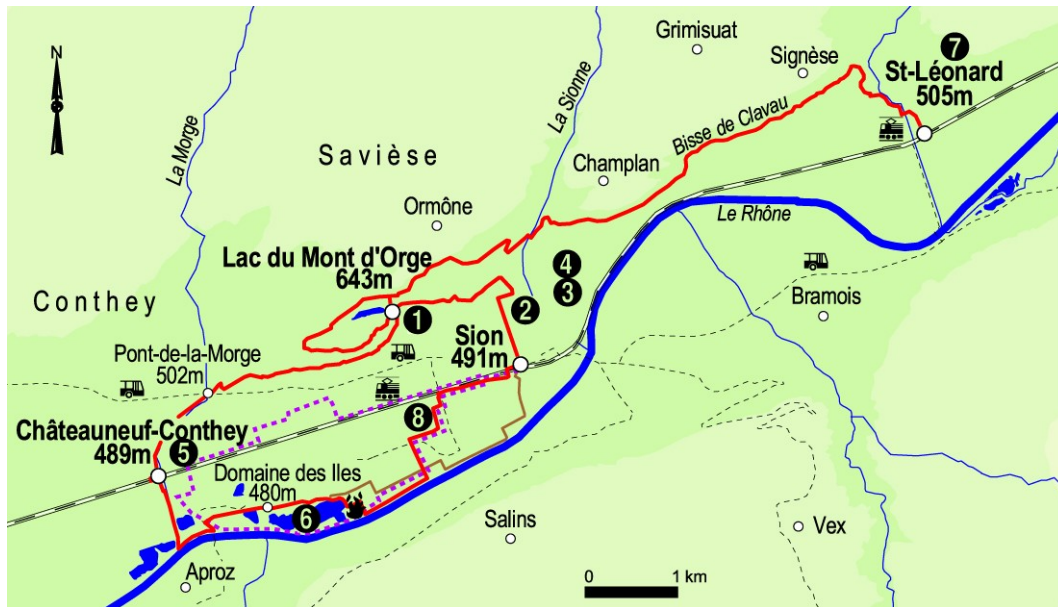 Grimisuat
7
N
Signèse
St-Léonard
505m
La Sionne
La Morge
Bisse de Clavau
Savièse
Champlan
Ormône
Le Rhône
Lac du Mont d'Orge
643m
4
3
Conthey
1
2
Bramois
Sion
491m
Pont-de-la-Morge
502m
8
Châteauneuf-Conthey
489m
5
Domaine des Iles
480m
6
Salins
Vex
Aproz
0 1 km